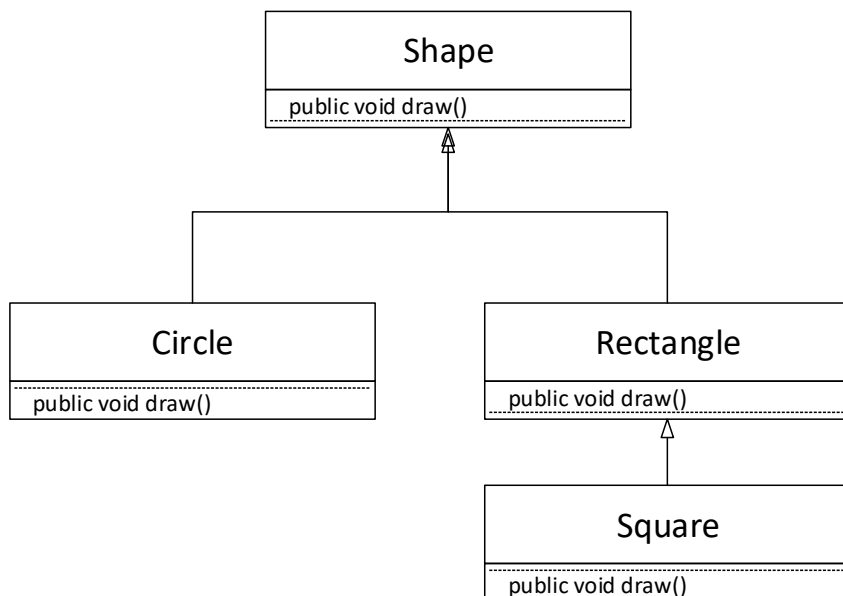 Shape
public void draw()
Circle
Rectangle
public void draw()
public void draw()
Square
public void draw()